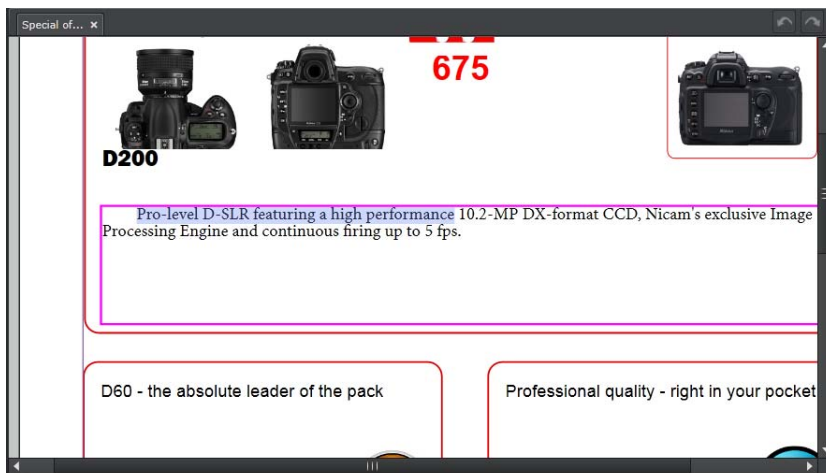 Special of...
675
D200
Pro-level D-SLR featuring a high performance 10.2-MP DX-format CCD, Nicam's exclusive Image
Processing Engine and continuous firing up to 5 fps.
D60 - the absolute leader of the pack
Professional quality - right in your pocket